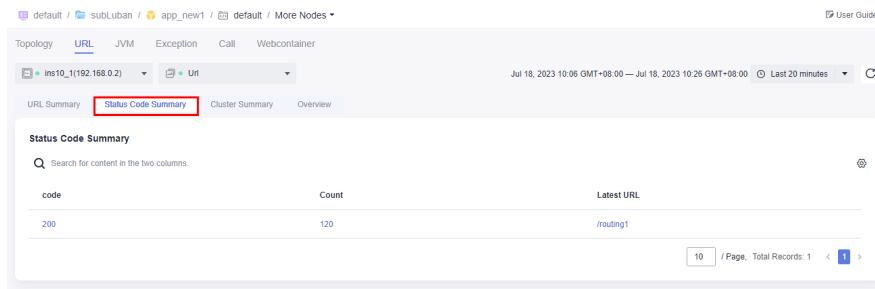 default / subLuban / app_new1 / default / More Nodes
User Guide
Topology URL JVM Exception Call Webcontainer
ins10_1(192.168.0.2) Url Jul 18, 2023 10:06 GMT+08:00 — Jul 18, 2023 10:26 GMT+08:00 Last 20 minutes
URL Summary Status Code Summary Cluster Summary Overview
Status Code Summary
Search for content in the two columns.
code Count Latest URL
200 120 /routing1
10 / Page, Total Records: 1 < 1 >